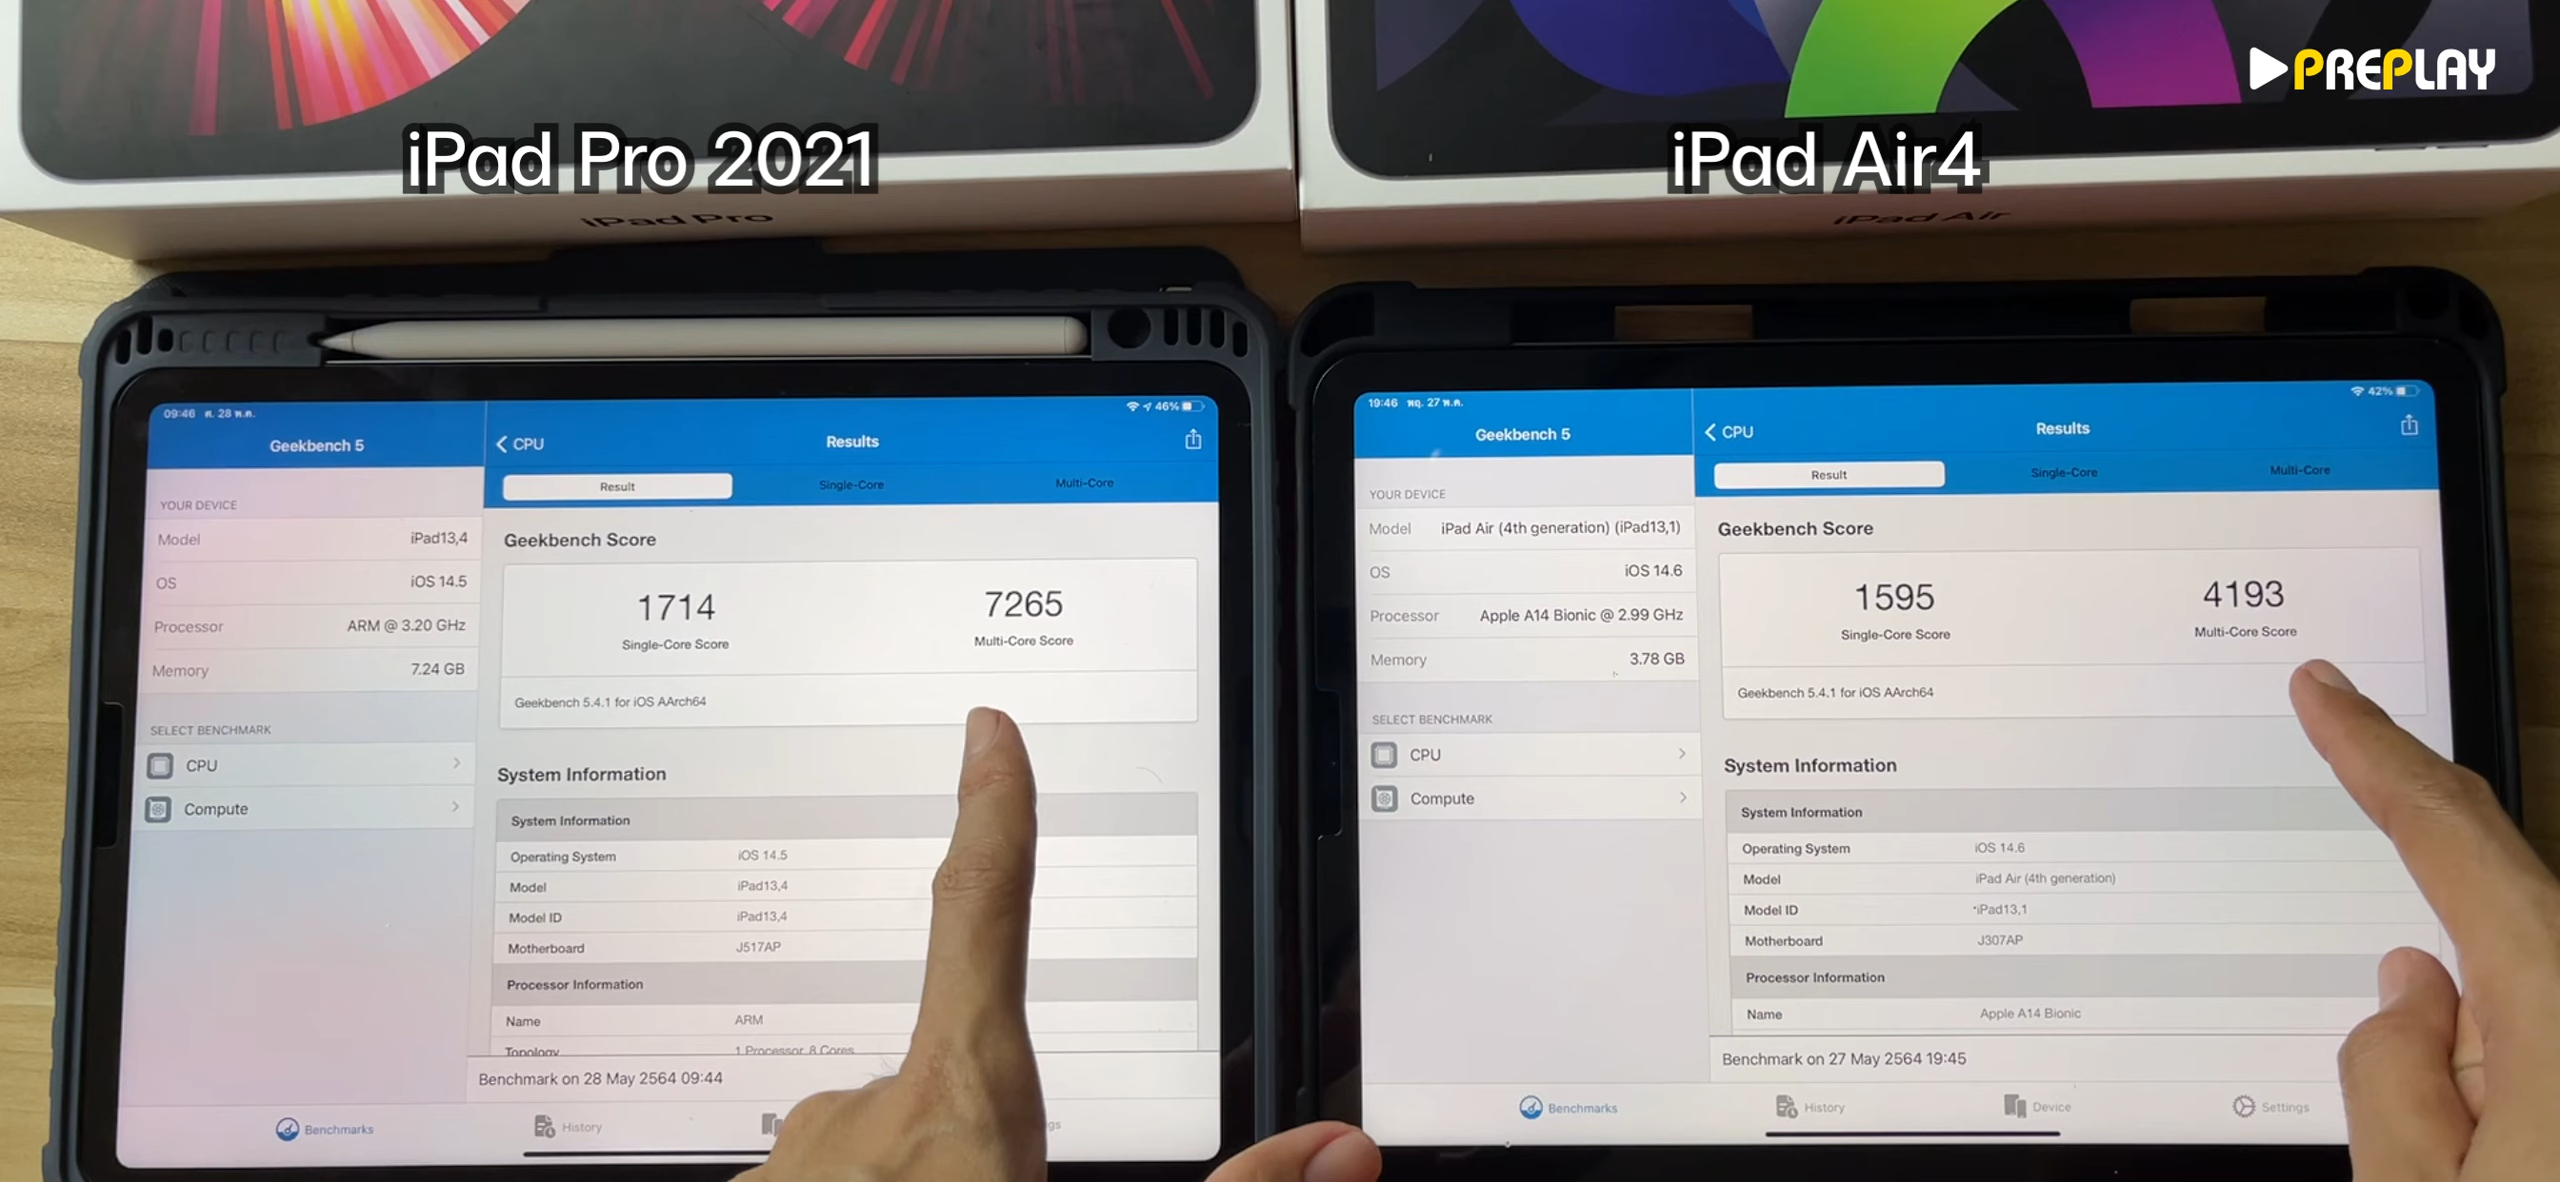 PREPLAY
iPad Pro 2021
iPad Air4
iPad Pro
iPad Air
09:46 ศ. 28 พ.ค.
46%
Geekbench 5
CPU
Results
Result
Single-Core
Multi-Core
YOUR DEVICE
Model iPad13,4
OS iOS 14.5
Processor ARM @ 3.20 GHz
Memory 7.24 GB
SELECT BENCHMARK
CPU
Compute
Geekbench Score
1714 7265
Single-Core Score Multi-Core Score
Geekbench 5.4.1 for iOS AArch64
System Information
System Information
Operating System iOS 14.5
Model iPad13,4
Model ID iPad13,4
Motherboard J517AP
Processor Information
Name ARM
Topology 1 Processor, 8 Cores
Benchmark on 28 May 2564 09:44
Benchmarks
History
19:46 พฤ. 27 พ.ค.
42%
Geekbench 5
CPU
Results
Result
Single-Core
Multi-Core
YOUR DEVICE
Model iPad Air (4th generation) (iPad13,1)
OS iOS 14.6
Processor Apple A14 Bionic @ 2.99 GHz
Memory 3.78 GB
SELECT BENCHMARK
CPU
Compute
Geekbench Score
1595 4193
Single-Core Score Multi-Core Score
Geekbench 5.4.1 for iOS AArch64
System Information
System Information
Operating System iOS 14.6
Model iPad Air (4th generation)
Model ID iPad13,1
Motherboard J307AP
Processor Information
Name Apple A14 Bionic
Benchmark on 27 May 2564 19:45
Benchmarks
History
Device
Settings